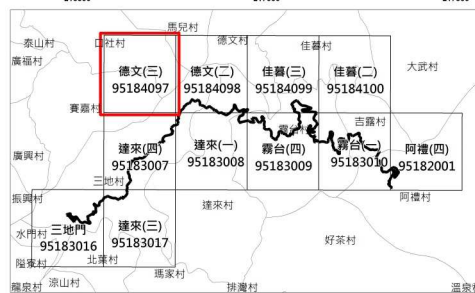 馬兒村
泰山村
口社村
德文村
佳暮村
廣福村
大武村
德文(三)
95184097
德文(二)
95184098
佳暮(三)
95184099
佳暮(二)
95184100
賽嘉村
吉露村
霧台村
廣興村
達來(四)
95183007
達來(一)
95183008
霧台(四)
95183009
霧台(一)
95183010
阿禮(四)
95182001
三地村
振興村
阿禮村
達來村
三地門
95183016
達來(三)
95183017
水門村
好茶村
隘寮村
北葉村
瑪家村
龍泉村
涼山村
排灣村
溫泉村